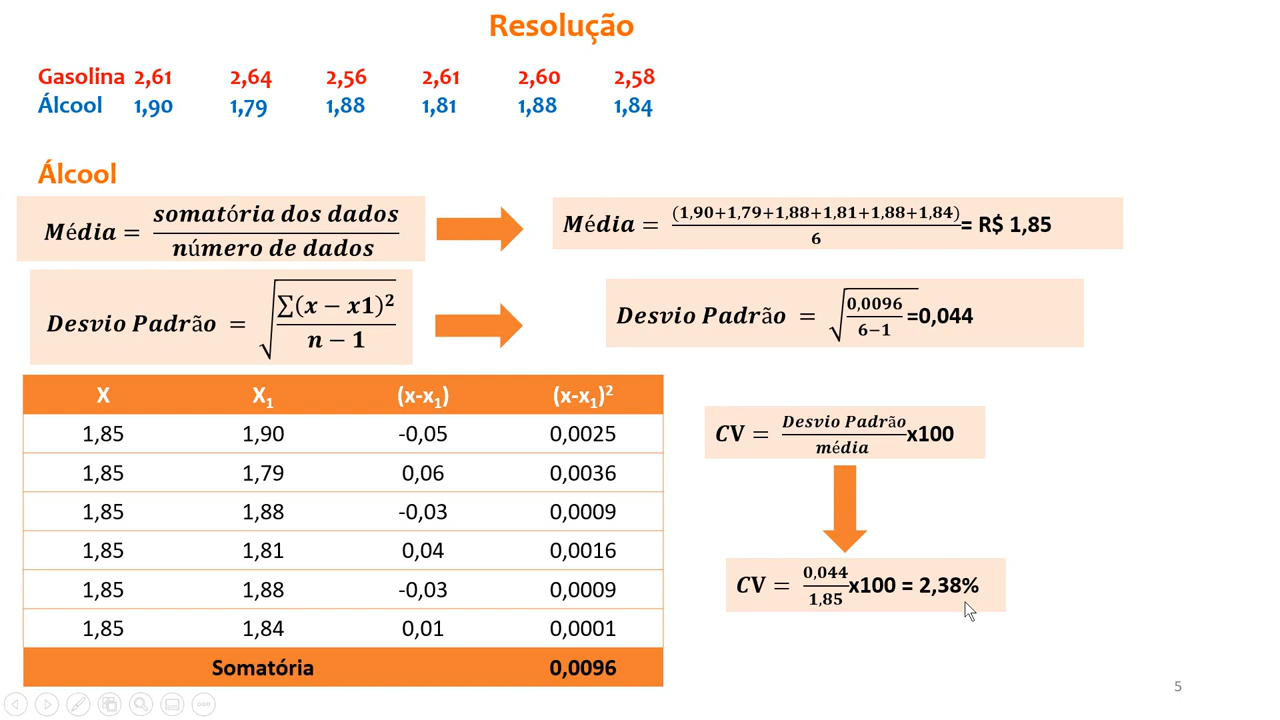 Resolução
Gasolina 2,61 2,64 2,56 2,61 2,60 2,58
Álcool 1,90 1,79 1,88 1,81 1,88 1,84
Álcool
Média = somatória dos dados / número de dados
Média = (1,90+1,79+1,88+1,81+1,88+1,84) / 6 = R$ 1,85
Desvio Padrão = √(∑(x − x1)² / n − 1)
Desvio Padrão = √(0,0096 / 6−1) =0,044
X X₁ (x-x₁) (x-x₁)²
1,85 1,90 -0,05 0,0025
1,85 1,79 0,06 0,0036
1,85 1,88 -0,03 0,0009
1,85 1,81 0,04 0,0016
1,85 1,88 -0,03 0,0009
1,85 1,84 0,01 0,0001
Somatória 0,0096
CV = Desvio Padrão / média x100
CV = 0,044 / 1,85 x100 = 2,38%
5